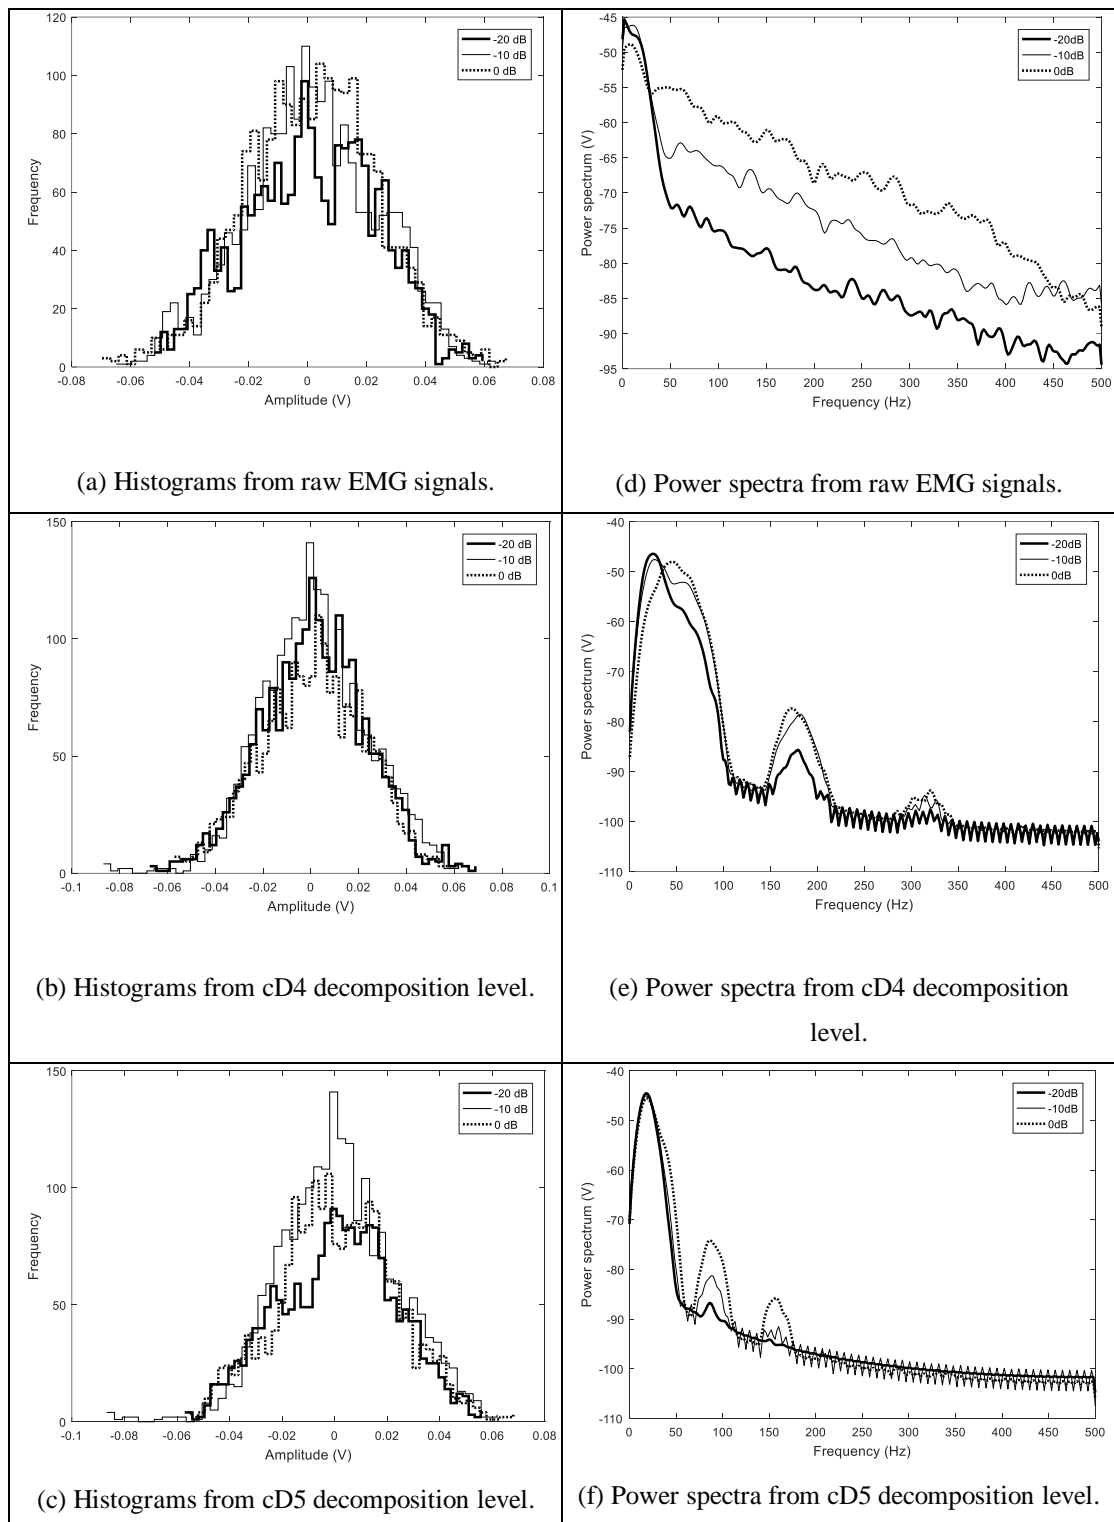 120
100
80
60
40
20
0
Frequency
-20 dB
-10 dB
0 dB
-0.08
-0.06
-0.04
-0.02
0
0.02
0.04
0.06
0.08
Amplitude (V)
(a) Histograms from raw EMG signals.
-45
-50
-55
-60
-65
-70
-75
-80
-85
-90
-95
Power spectrum (V)
-20dB
-10dB
0dB
0
50
100
150
200
250
300
350
400
450
500
Frequency (Hz)
(d) Power spectra from raw EMG signals.
150
100
50
0
Frequency
-20 dB
-10 dB
0 dB
-0.1
-0.08
-0.06
-0.04
-0.02
0
0.02
0.04
0.06
0.08
0.1
Amplitude (V)
(b) Histograms from cD4 decomposition level.
-40
-50
-60
-70
-80
-90
-100
-110
Power spectrum (V)
-20dB
-10dB
0dB
0
50
100
150
200
250
300
350
400
450
500
Frequency (Hz)
(e) Power spectra from cD4 decomposition
level.
150
100
50
0
Frequency
-20 dB
-10 dB
0 dB
-0.1
-0.08
-0.06
-0.04
-0.02
0
0.02
0.04
0.06
0.08
Amplitude (V)
(c) Histograms from cD5 decomposition level.
-40
-50
-60
-70
-80
-90
-100
-110
Power spectrum (V)
-20dB
-10dB
0dB
0
50
100
150
200
250
300
350
400
450
500
Frequency (Hz)
(f) Power spectra from cD5 decomposition level.